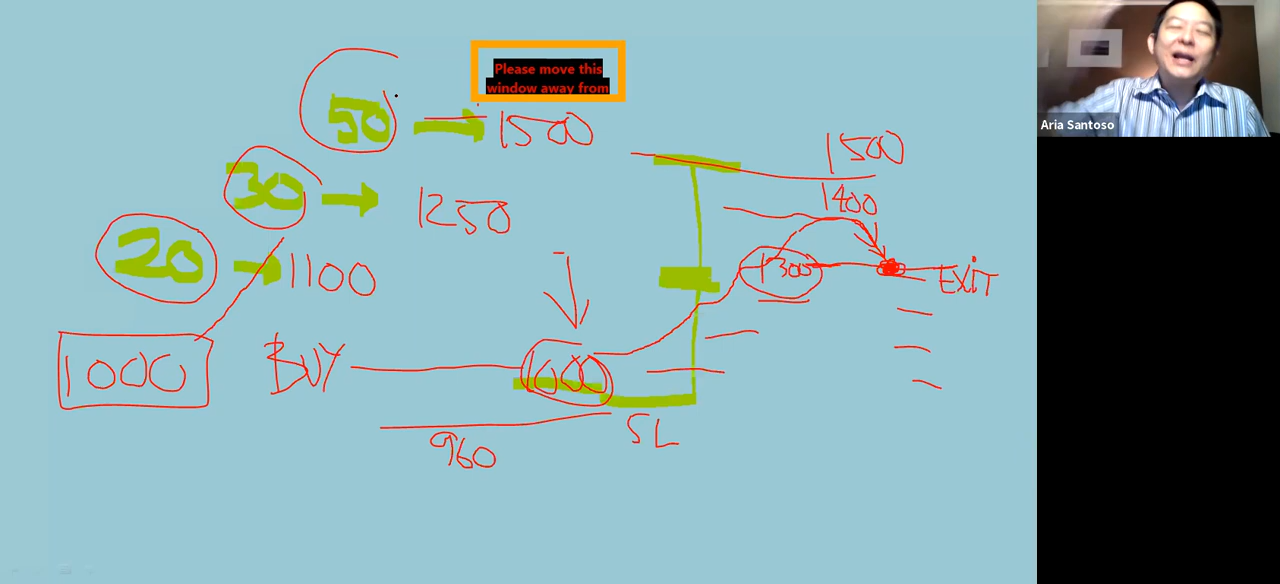 Please move this
window away from
50 → 1500
30 → 1250
20 → 1100
1000
BUY
1000
960
SL
1500
1400
1300
EXiT
Aria Santoso